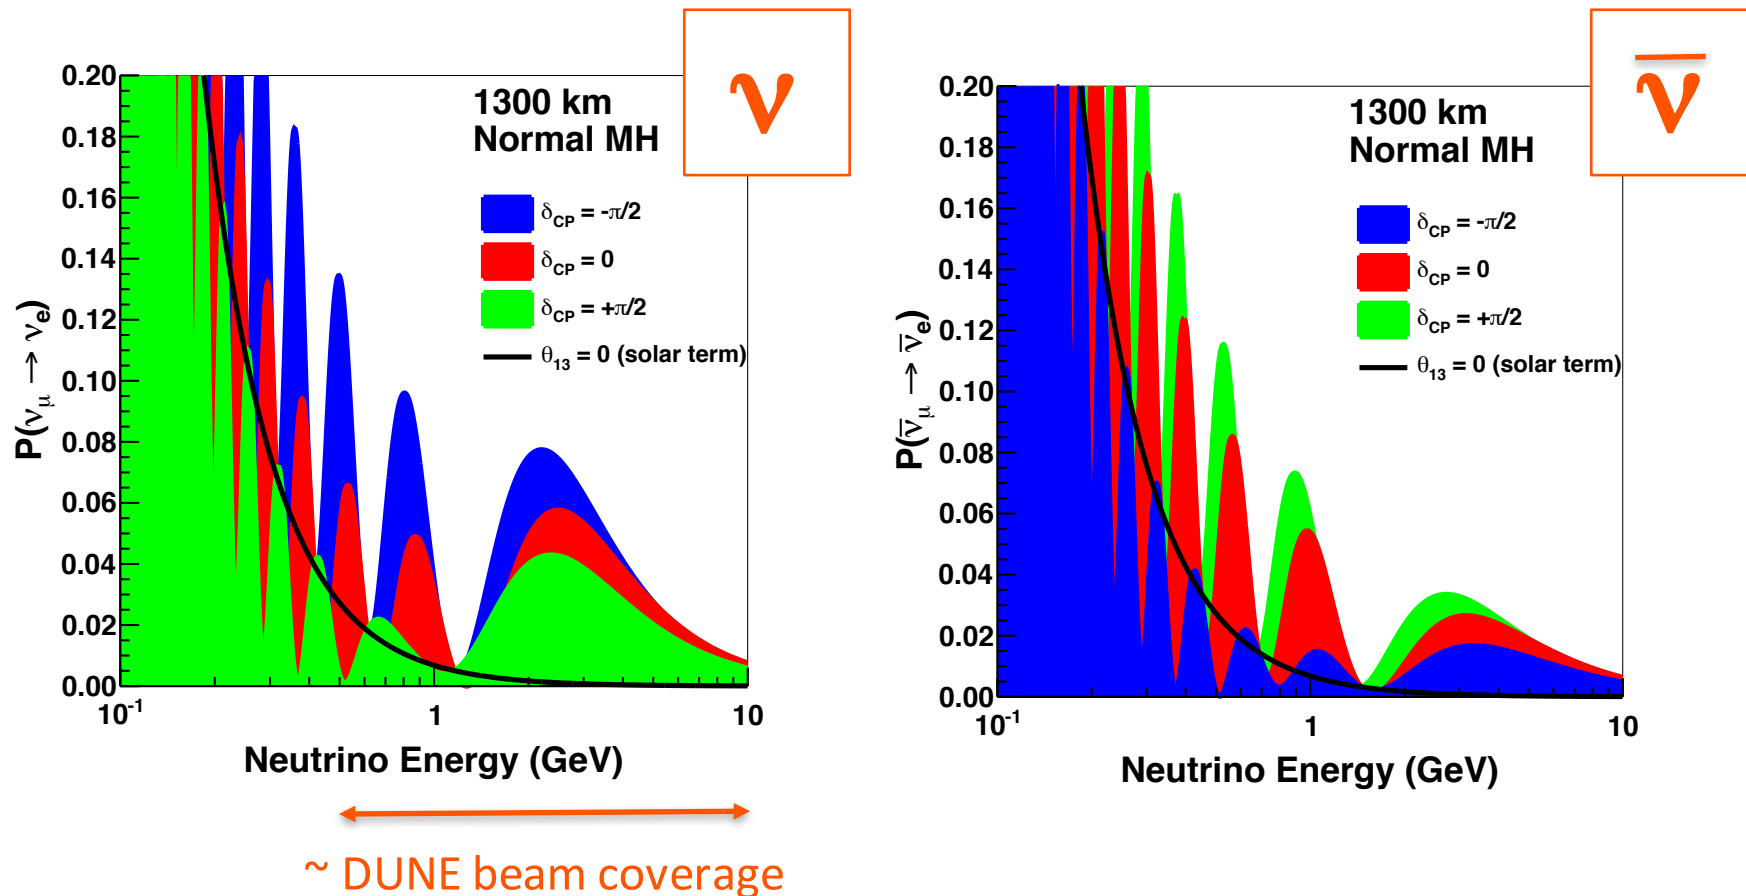 ν
1300 km
Normal MH
δCP = -π/2
δCP = 0
δCP = +π/2
θ13 = 0 (solar term)
P(νμ → νe)
0.20
0.18
0.16
0.14
0.12
0.10
0.08
0.06
0.04
0.02
0.00
10-1
1
10
Neutrino Energy (GeV)
~ DUNE beam coverage
ν̅
1300 km
Normal MH
δCP = -π/2
δCP = 0
δCP = +π/2
θ13 = 0 (solar term)
P(ν̅μ → ν̅e)
0.20
0.18
0.16
0.14
0.12
0.10
0.08
0.06
0.04
0.02
0.00
10-1
1
10
Neutrino Energy (GeV)